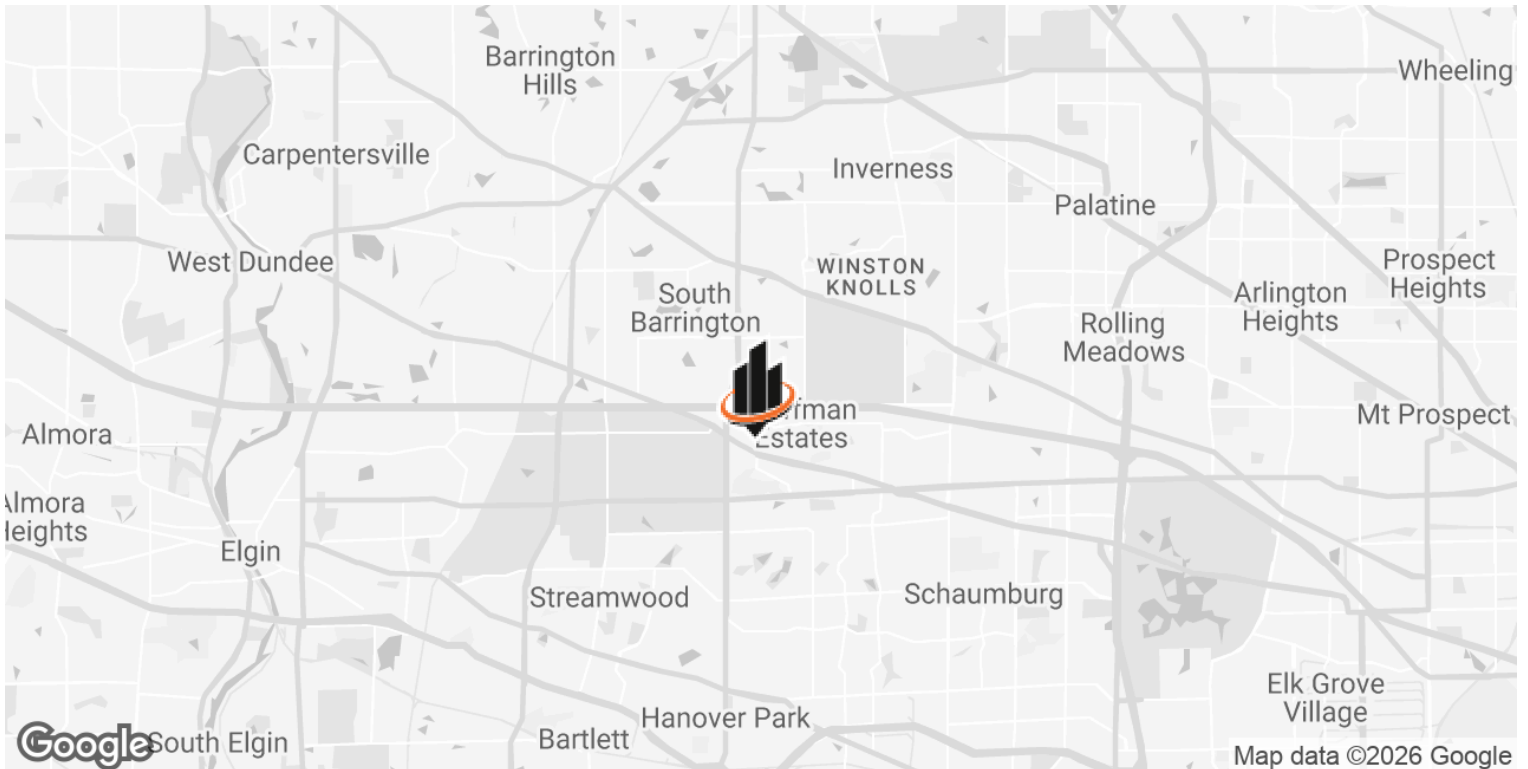 Barrington
Hills
Wheeling
Carpentersville
Inverness
Palatine
West Dundee
WINSTON
KNOLLS
Prospect
Heights
South
Barrington
Arlington
Heights
Rolling
Meadows
Estates
Mt Prospect
Almora
Elgin
Streamwood
Schaumburg
Elk Grove
Village
Hanover Park
Bartlett
South Elgin
Google
Map data ©2026 Google